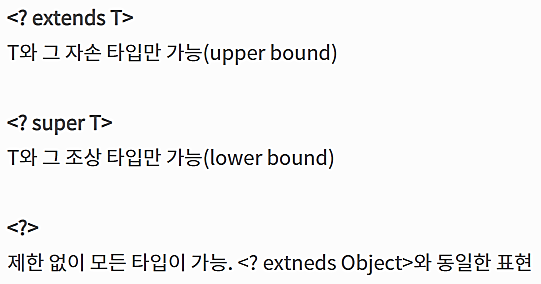 <? extends T>
T와 그 자손 타입만 가능(upper bound)
<? super T>
T와 그 조상 타입만 가능(lower bound)
<?>
제한 없이 모든 타입이 가능. <? extneds Object>와 동일한 표현